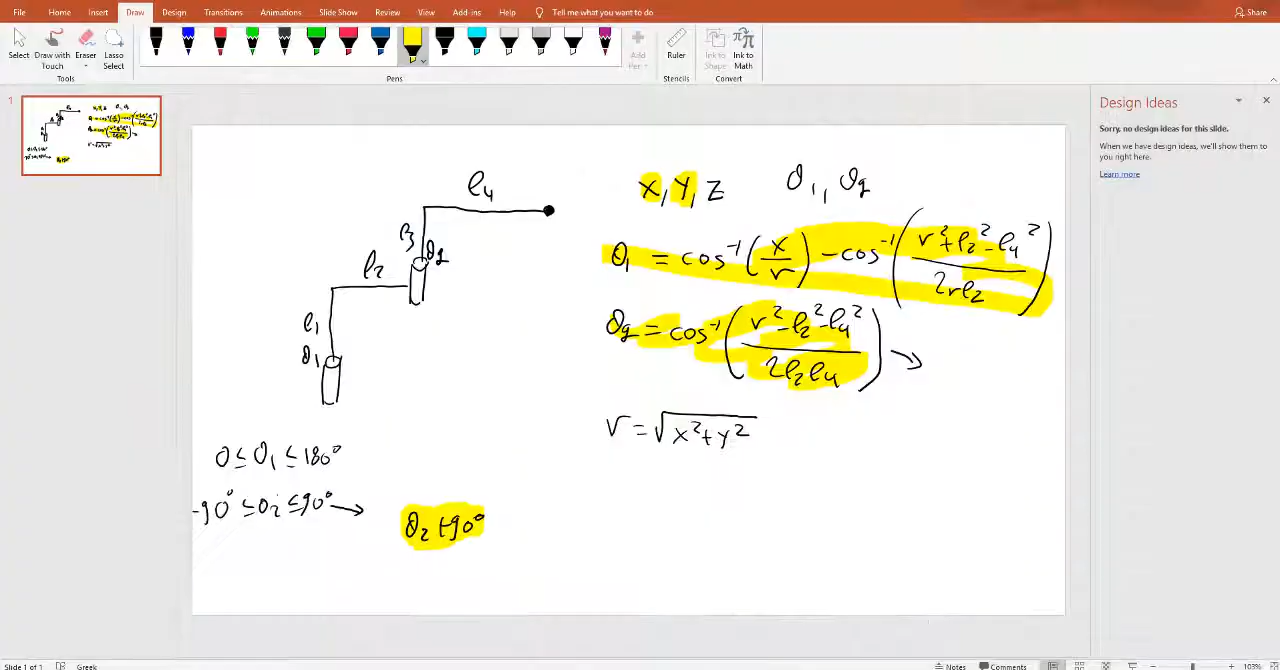 File Home Insert Draw Design Transitions Animations Slide Show Review View Add-ins Help Tell me what you want to do Share
Select Draw with Touch Eraser Lasso Select Add Pen Ruler Ink to Shape Ink to Math
Tools Pens Stencils Convert
1
Design Ideas
Sorry, no design ideas for this slide.
When we have design ideas, we'll show them to you right here.
Learn more
l4
l3 θ2
l2
l1
θ1
X, Y, Z θ1, θ2
θ1 = cos⁻¹(x/r) - cos⁻¹((r²+l2²-l4²)/(2rl2))
θ2 = cos⁻¹((r²-l2²-l4²)/(2l2l4)) →
r = √(x²+y²)
0 ≤ θ1 ≤ 180°
-90° ≤ θ2 ≤ 90° →
θ2 +90°
Slide 1 of 1 Greek Notes Comments 103%